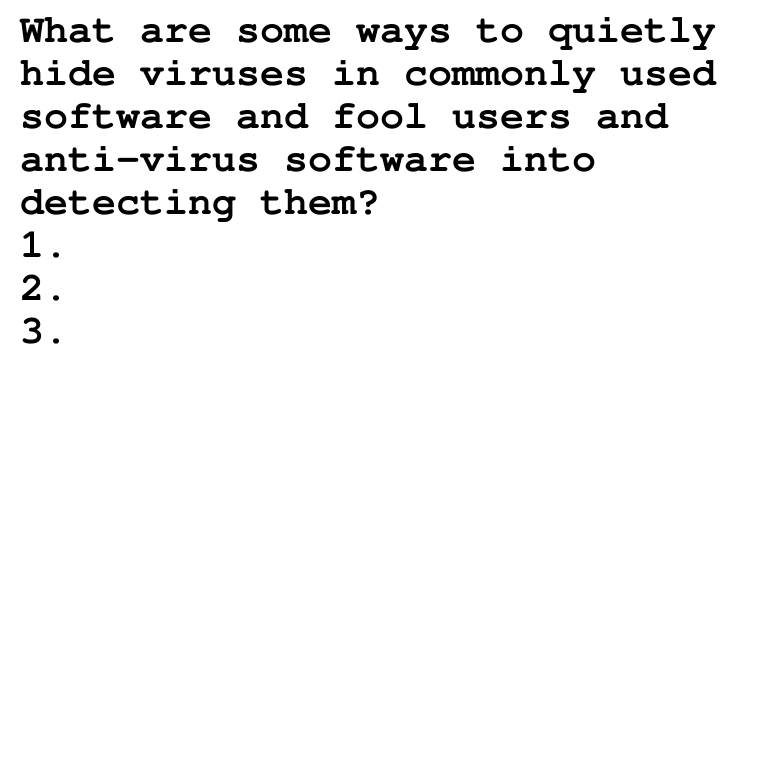 What are some ways to quietly
hide viruses in commonly used
software and fool users and
anti-virus software into
detecting them?
1.
2.
3.